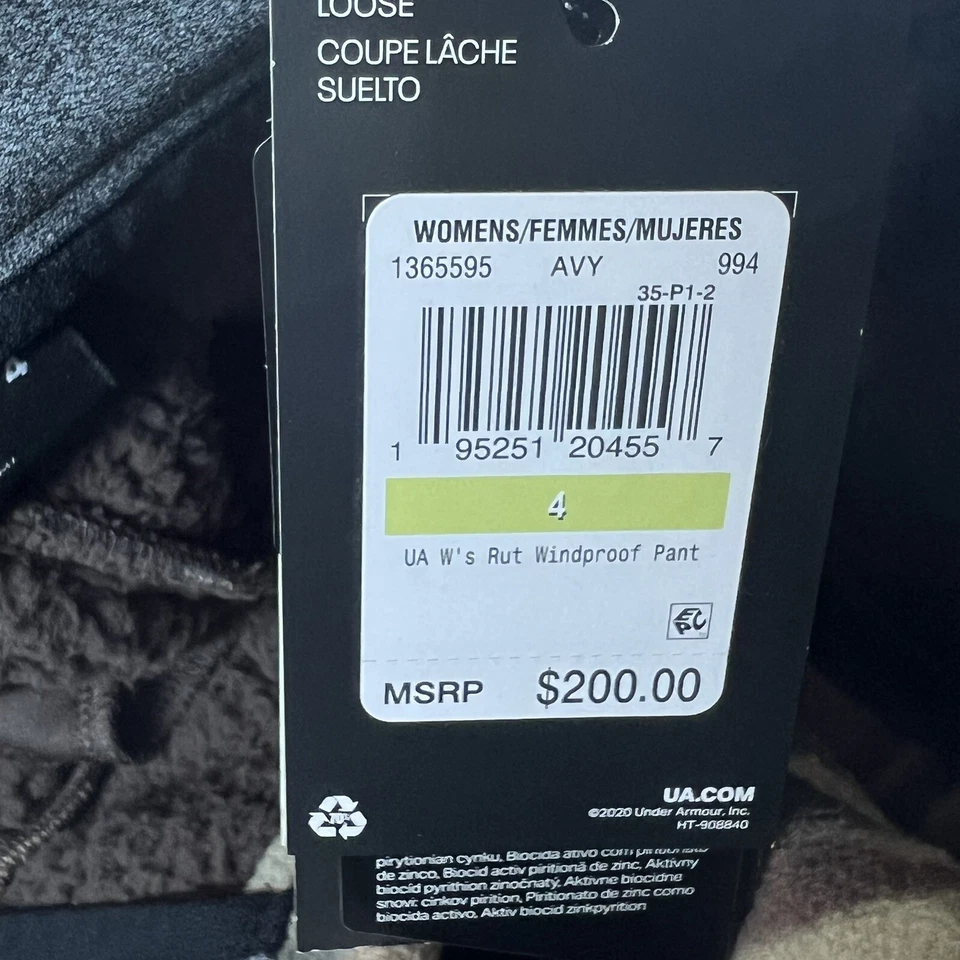 LOOSE
COUPE LÂCHE
SUELTO
WOMENS/FEMMES/MUJERES
1365595 AVY 994
35-P1-2
1 95251 20455 7
4
UA W's Rut Windproof Pant
EPC
MSRP $200.00
UA.COM
©2020 Under Armour, Inc.
HT-908840
pirytionian cynku, Biocida ativo com
de zinco, Biocid activ piritionă de zinc, Aktívny
biocíd pyrithion zinočnatý, Aktivne biocidne
snovi: cinkov pirition, Piritionato de zinc como
biocida activo, Aktiv biocid zinkpyrition